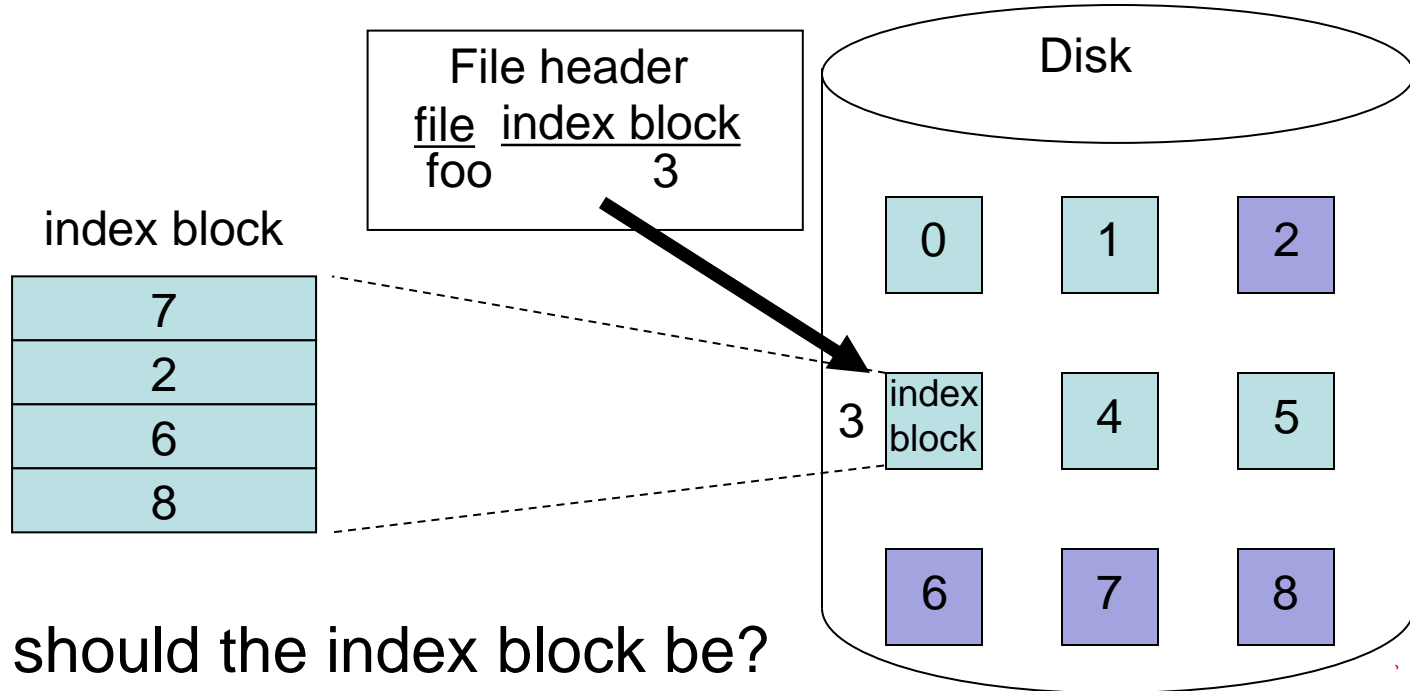 File header
file index block
foo 3
Disk
index block
7
2
6
8
0 1 2
3 index block 4 5
6 7 8
should the index block be?